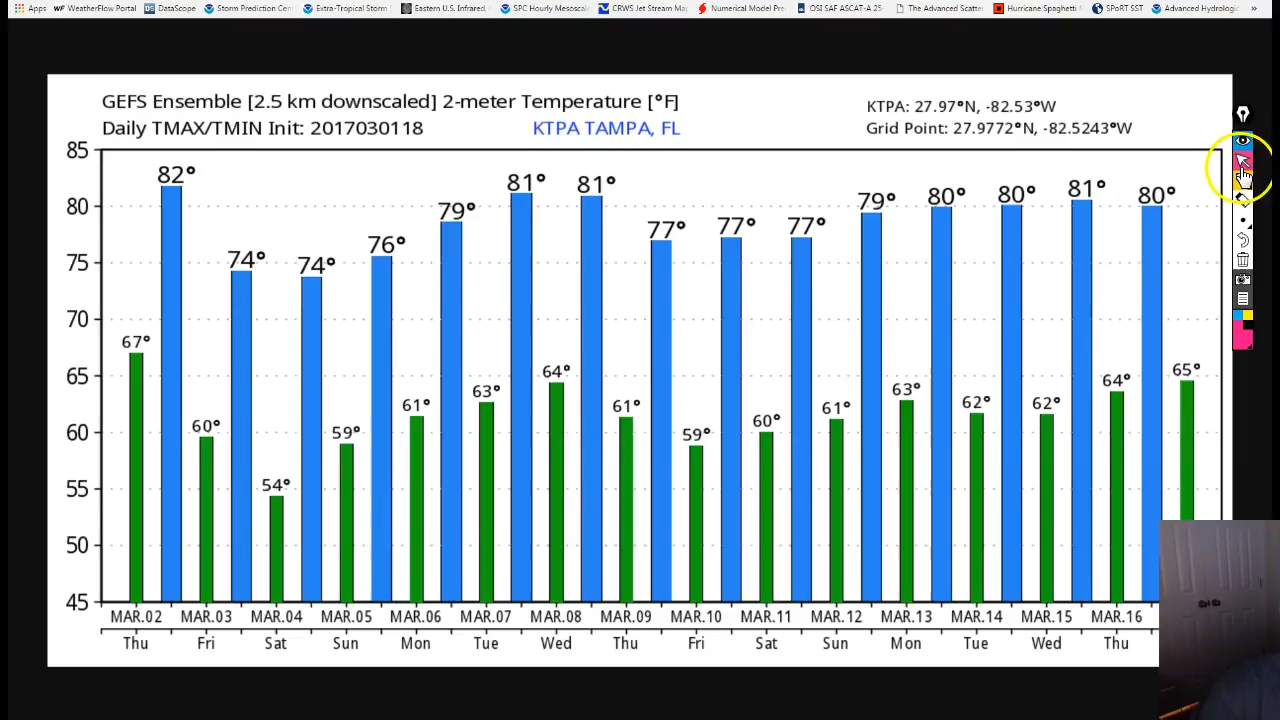 Apps WeatherFlow Portal DS DataScope Storm Prediction Cen Extra-Tropical Storm Eastern U.S. Infrared, SPC Hourly Mesoscale CRWS Jet Stream Map Numerical Model Pre OSI SAF ASCAT-A 25- The Advanced Scatter Hurricane Spaghetti SPoRT SST Advanced Hydrologic »
GEFS Ensemble [2.5 km downscaled] 2-meter Temperature [°F]
KTPA: 27.97°N, -82.53°W
Daily TMAX/TMIN Init: 2017030118 KTPA TAMPA, FL
Grid Point: 27.9772°N, -82.5243°W
85
80
75
70
65
60
55
50
45
82° 74° 74° 76° 79° 81° 81° 77° 77° 77° 79° 80° 80° 81° 80°
67° 60° 54° 59° 61° 63° 64° 61° 59° 60° 61° 63° 62° 62° 64° 65°
MAR.02 MAR.03 MAR.04 MAR.05 MAR.06 MAR.07 MAR.08 MAR.09 MAR.10 MAR.11 MAR.12 MAR.13 MAR.14 MAR.15 MAR.16
Thu Fri Sat Sun Mon Tue Wed Thu Fri Sat Sun Mon Tue Wed Thu